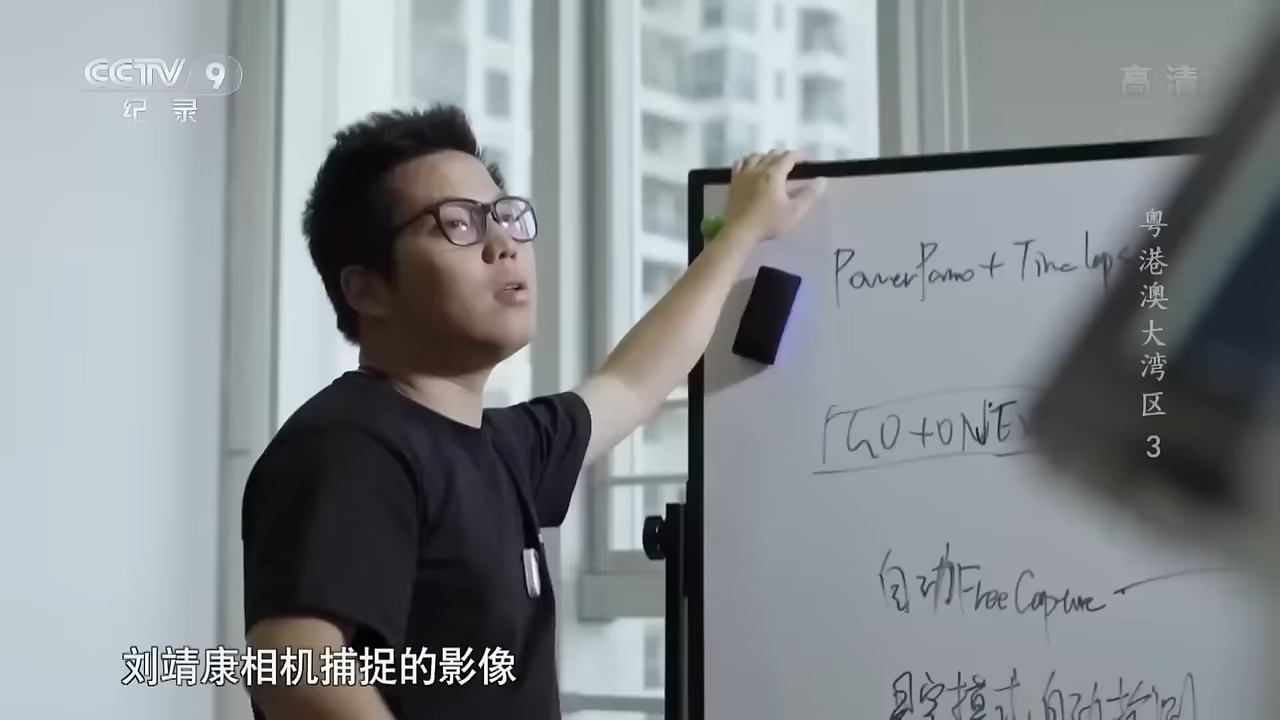 CCTV 9
纪录
高清
粤港澳大湾区 3
PowerPano + Timelaps
自动FreeCapture
刘靖康相机捕捉的影像